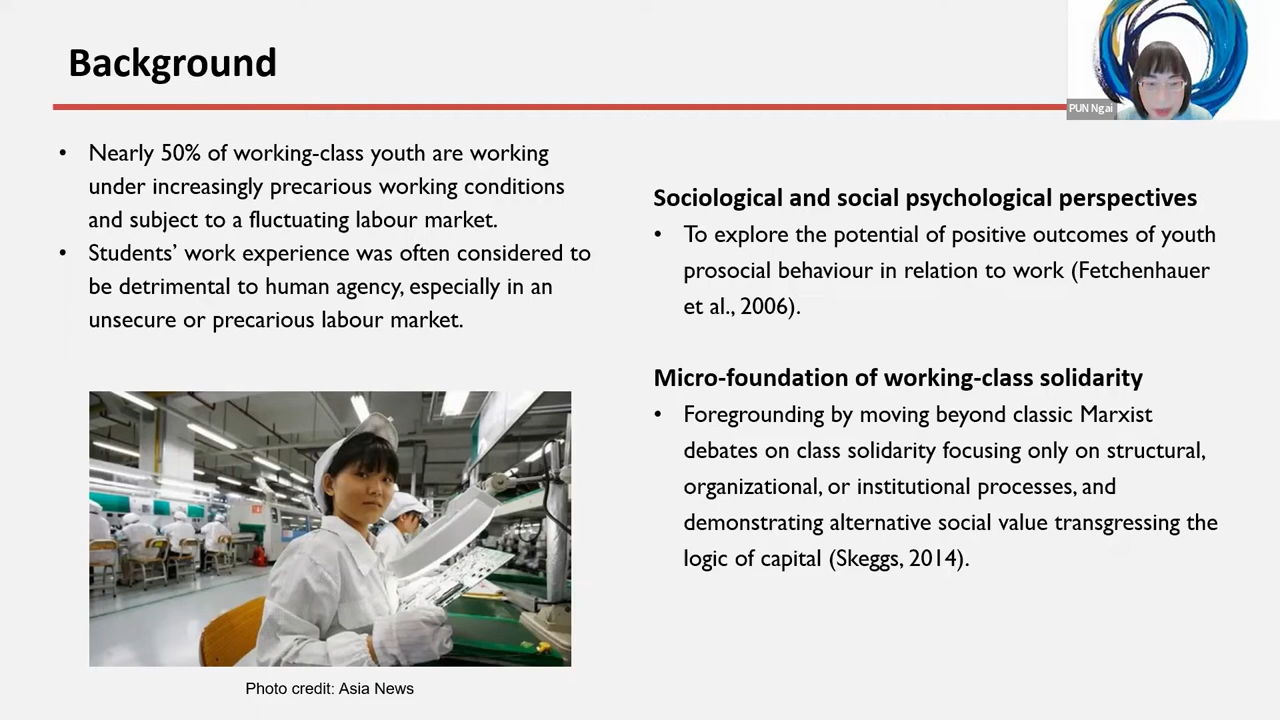 Background
PUN Ngai
• Nearly 50% of working-class youth are working
under increasingly precarious working conditions
and subject to a fluctuating labour market.
• Students’ work experience was often considered to
be detrimental to human agency, especially in an
unsecure or precarious labour market.
Photo credit: Asia News
Sociological and social psychological perspectives
• To explore the potential of positive outcomes of youth
prosocial behaviour in relation to work (Fetchenhauer
et al., 2006).
Micro-foundation of working-class solidarity
• Foregrounding by moving beyond classic Marxist
debates on class solidarity focusing only on structural,
organizational, or institutional processes, and
demonstrating alternative social value transgressing the
logic of capital (Skeggs, 2014).